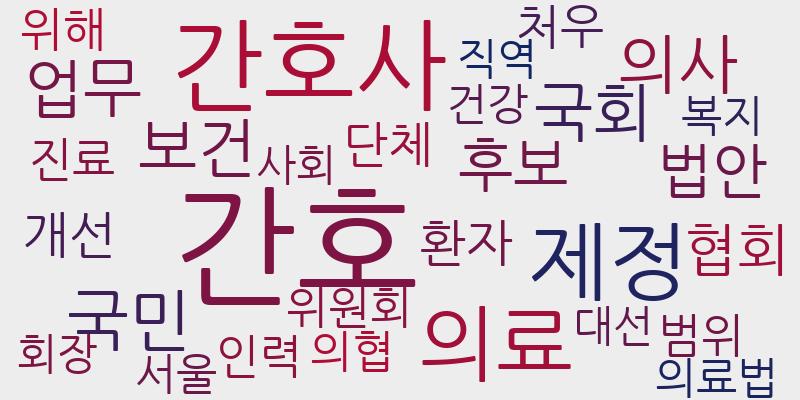 위해
간호사
직역
처우
의사
업무
건강
국회
복지
진료
보건
사회
단체
후보
법안
개선
간호
환자
제정
협회
국민
위원회
의료
대선
범위
회장
서울
인력
의협
의료법